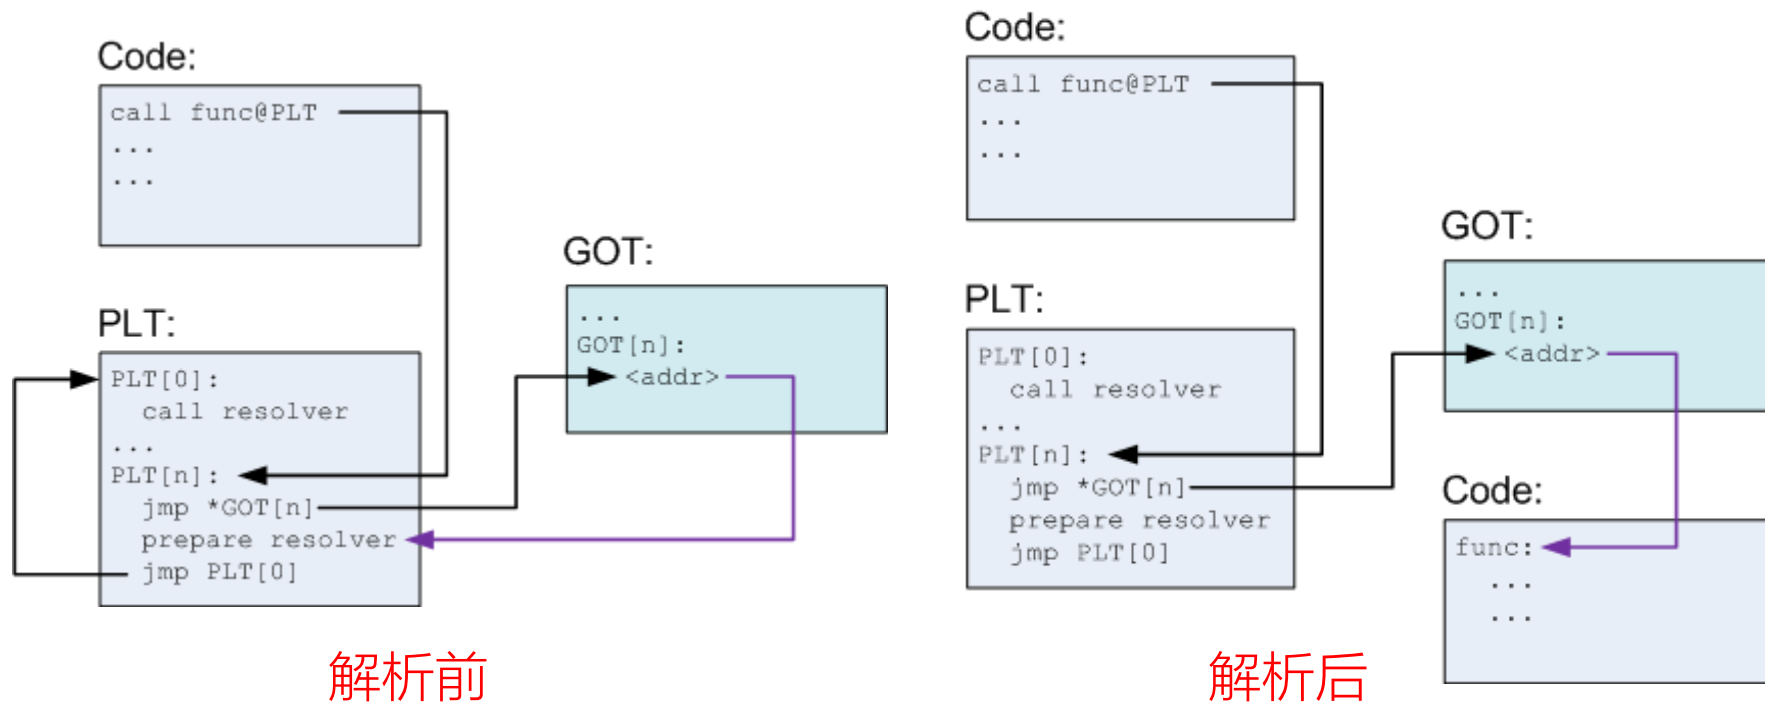 Code:
call func@PLT
...
...
PLT:
PLT[0]:
call resolver
...
PLT[n]:
jmp *GOT[n]
prepare resolver
jmp PLT[0]
GOT:
...
GOT[n]:
<addr>
解析前
Code:
call func@PLT
...
...
PLT:
PLT[0]:
call resolver
...
PLT[n]:
jmp *GOT[n]
prepare resolver
jmp PLT[0]
GOT:
...
GOT[n]:
<addr>
Code:
func:
...
...
解析后